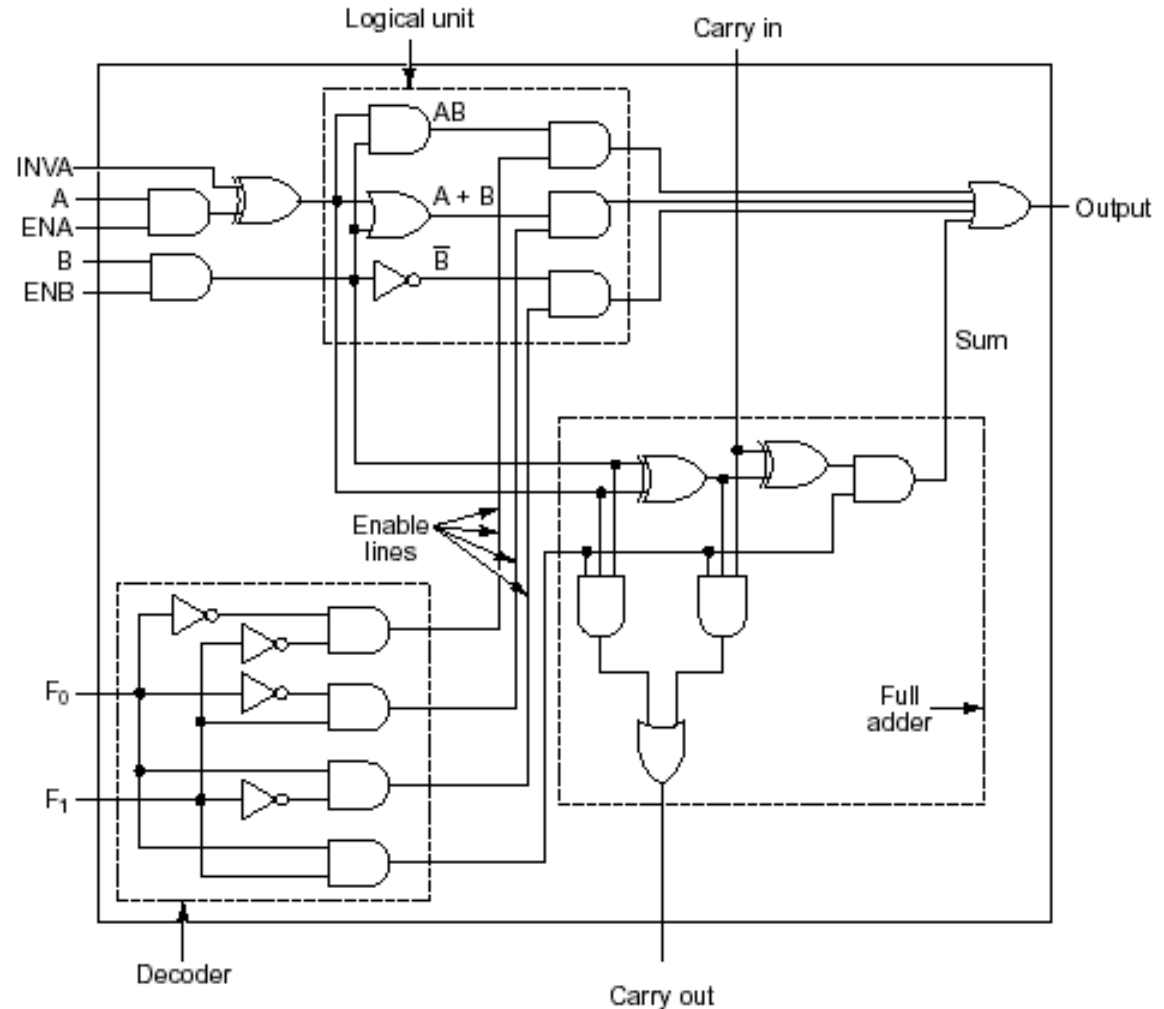 Logical unit
Carry in
AB
INVA
A
ENA
A + B
Output
B
ENB
B̅
Sum
Enable
lines
F₀
Full
adder
F₁
Decoder
Carry out